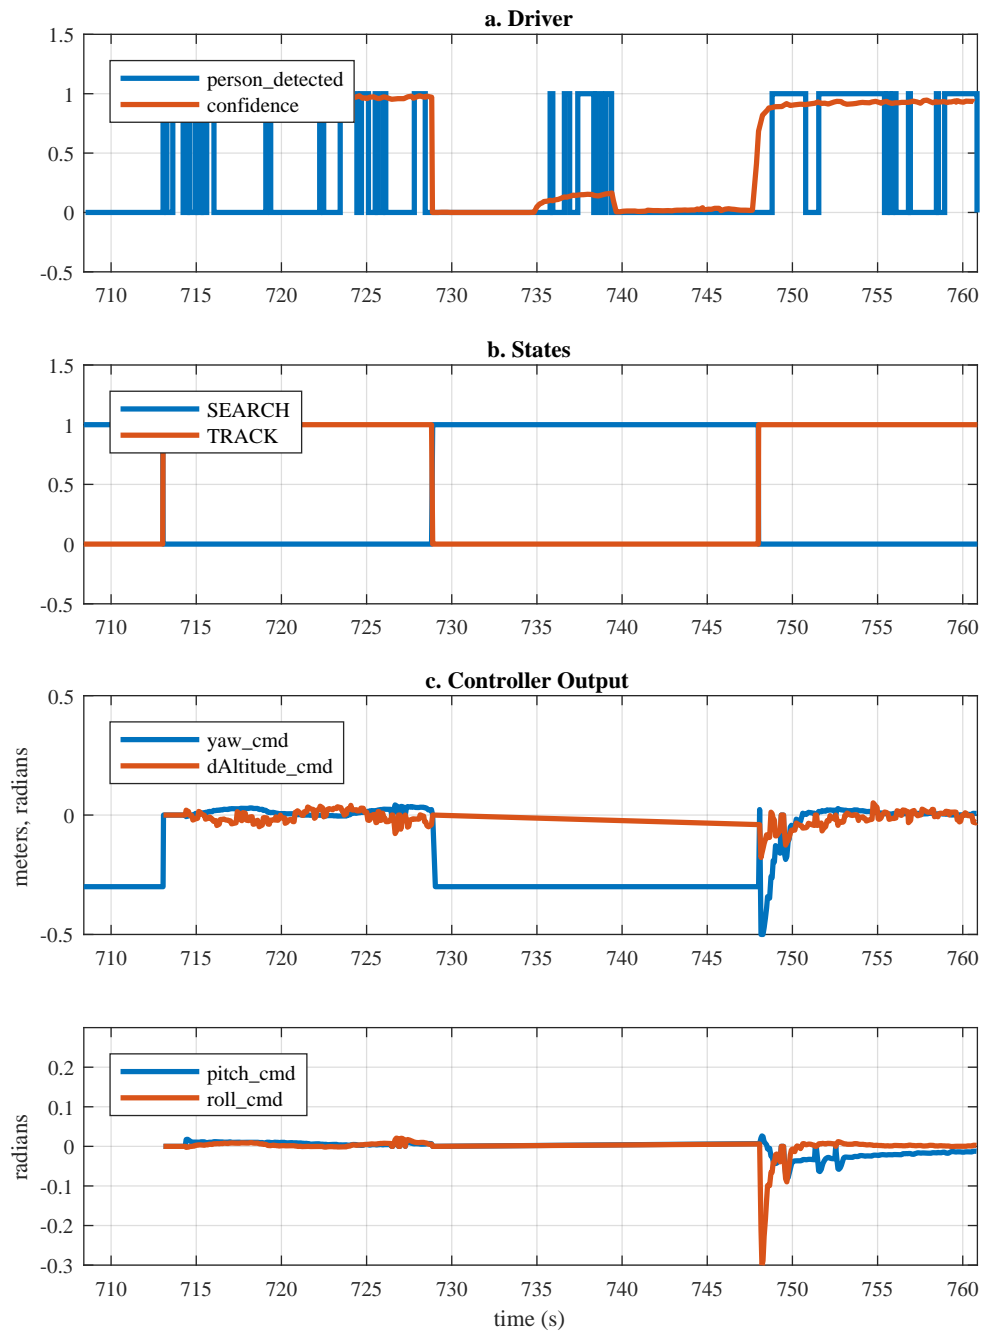 a. Driver
1.5
1
0.5
0
-0.5
person_detected
confidence
710 715 720 725 730 735 740 745 750 755 760
b. States
1.5
1
0.5
0
-0.5
SEARCH
TRACK
710 715 720 725 730 735 740 745 750 755 760
c. Controller Output
0.5
0
-0.5
meters, radians
yaw_cmd
dAltitude_cmd
710 715 720 725 730 735 740 745 750 755 760
0.2
0.1
0
-0.1
-0.2
-0.3
radians
pitch_cmd
roll_cmd
710 715 720 725 730 735 740 745 750 755 760
time (s)